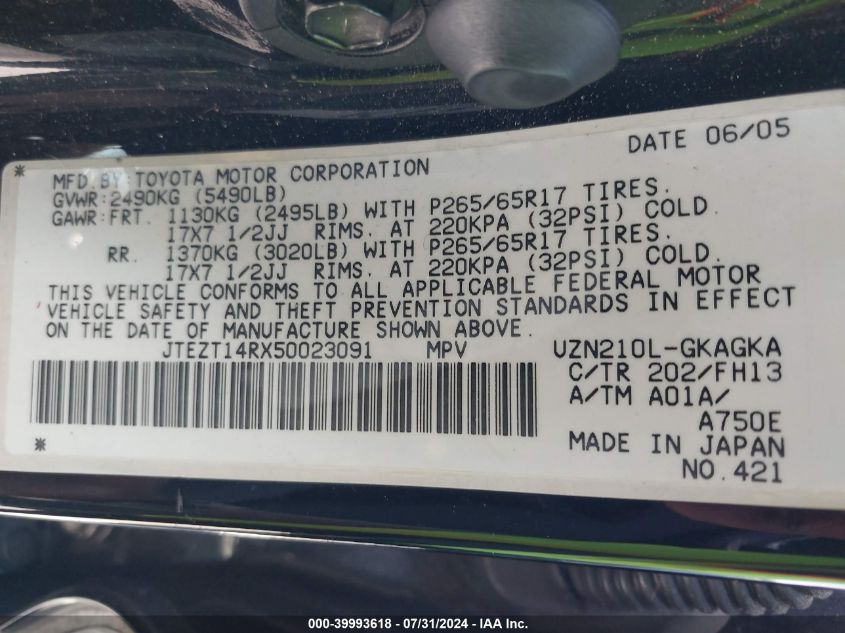 DATE 06/05
MFD.BY:TOYOTA MOTOR CORPORATION
GVWR:2490KG (5490LB)
GAWR:FRT. 1130KG (2495LB) WITH P265/65R17 TIRES.
17X7 1/2JJ RIMS. AT 220KPA (32PSI) COLD.
RR. 1370KG (3020LB) WITH P265/65R17 TIRES.
17X7 1/2JJ RIMS. AT 220KPA (32PSI) COLD.
THIS VEHICLE CONFORMS TO ALL APPLICABLE FEDERAL MOTOR
VEHICLE SAFETY AND THEFT PREVENTION STANDARDS IN EFFECT
ON THE DATE OF MANUFACTURE SHOWN ABOVE.
JTEZT14RX50023091 MPV UZN210L-GKAGKA
C/TR 202/FH13
A/TM A01A/
A750E
MADE IN JAPAN
NO.421
000-39993618 - 07/31/2024 - IAA Inc.